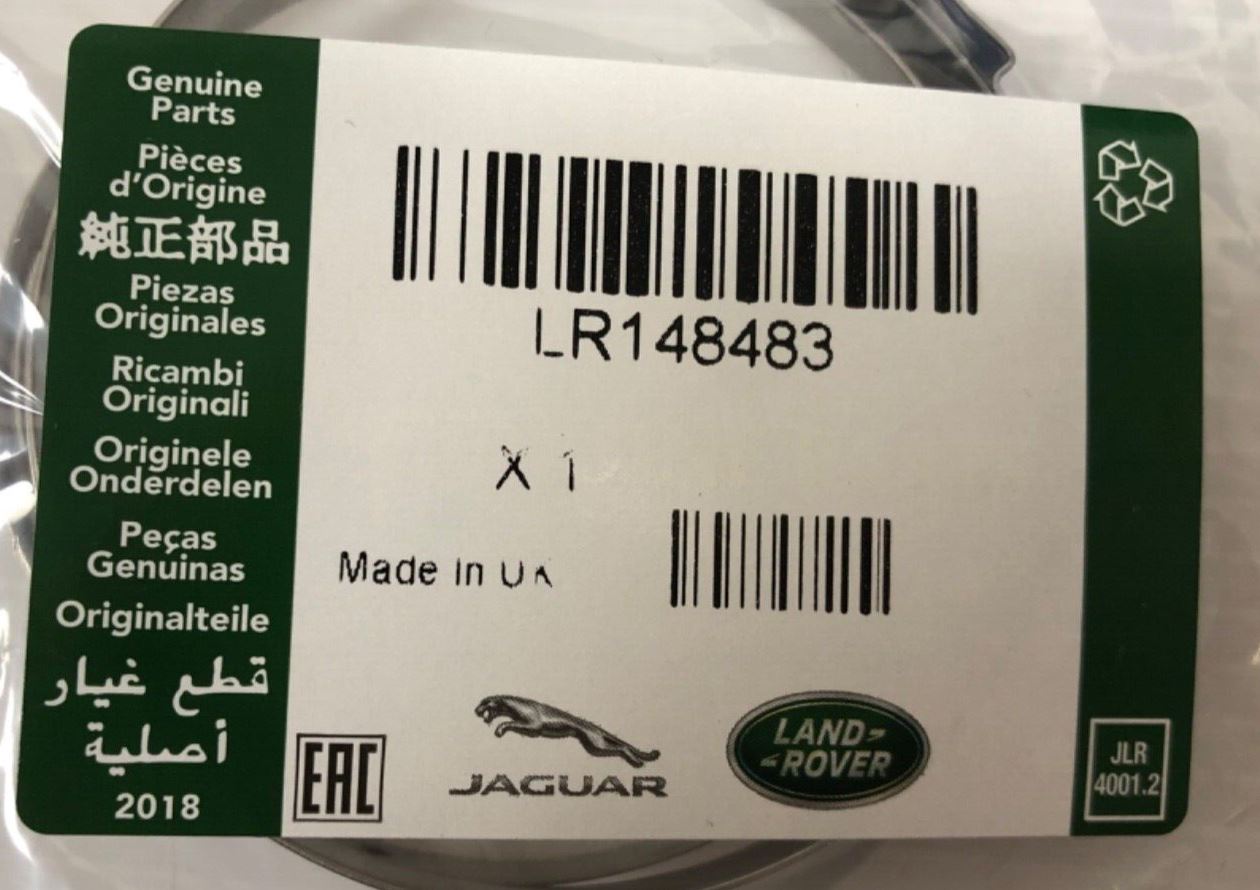 Genuine
Parts
Pièces
d'Origine
純正部品
Piezas
Originales
Ricambi
Originali
Originele
Onderdelen
Peças
Genuinas
Originalteile
قطع غيار
أصلية
2018
LR148483
X 1
Made in UK
EAC
JAGUAR
LAND-
-ROVER
JLR
4001.2